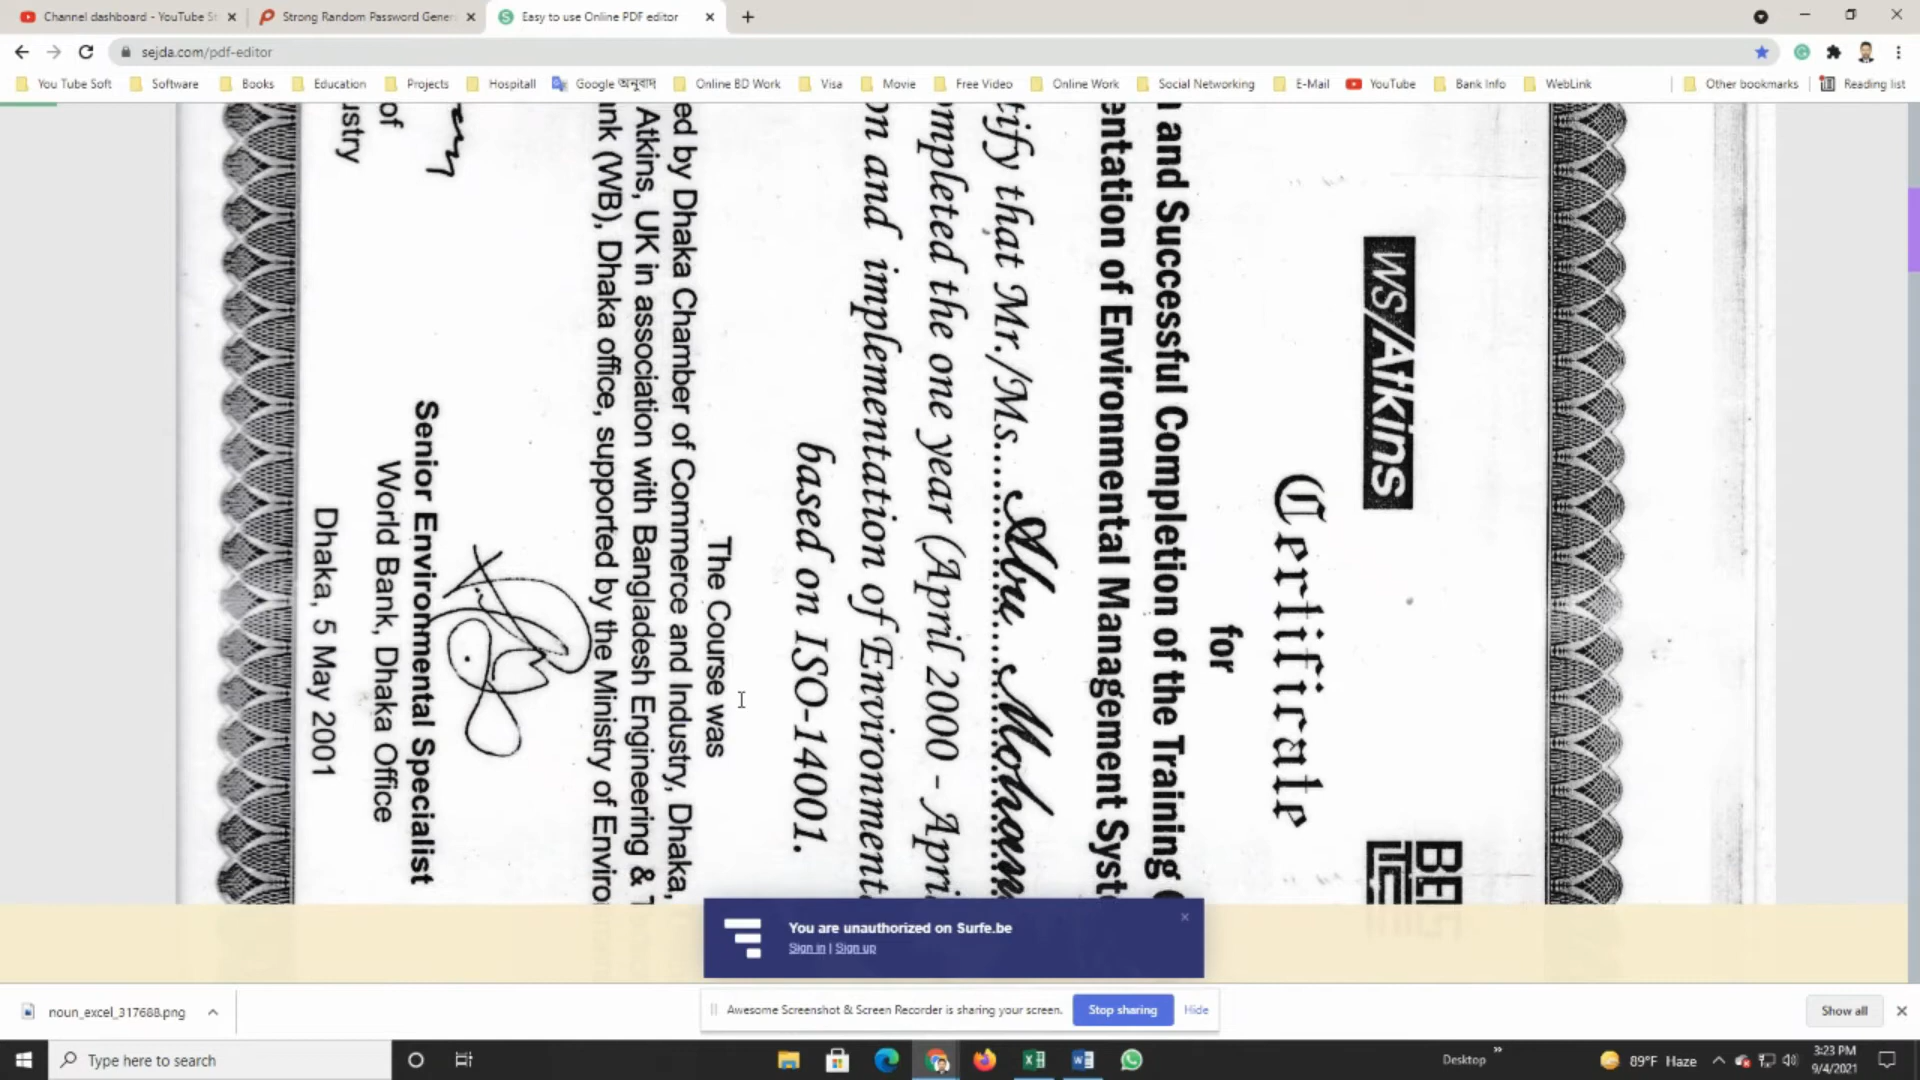 Channel dashboard - YouTube St
Strong Random Password Gener
Easy to use Online PDF editor
sejda.com/pdf-editor
You Tube Soft
Software
Books
Education
Projects
Hospitall
Google অনুবাদ
Online BD Work
Visa
Movie
Free Video
Online Work
Social Networking
E-Mail
YouTube
Bank Info
WebLink
Other bookmarks
Reading list
WS/Atkins
Certificate
for
and Successful Completion of the Training
entation of Environmental Management Syst
tify that Mr./Ms.....Abu....Moham
ompleted the one year (April 2000 - Apri
on and implementation of Environment
based on ISO-14001.
The Course was
ed by Dhaka Chamber of Commerce and Industry, Dhaka,
Atkins, UK in association with Bangladesh Engineering &
ank (WB), Dhaka office, supported by the Ministry of Enviro
of
ustry
Senior Environmental Specialist
World Bank, Dhaka Office
Dhaka, 5 May 2001
You are unauthorized on Surfe.be
Sign in | Sign up
noun_excel_317688.png
Awesome Screenshot & Screen Recorder is sharing your screen.
Stop sharing
Hide
Show all
Type here to search
Desktop
89°F Haze
3:23 PM
9/4/2021